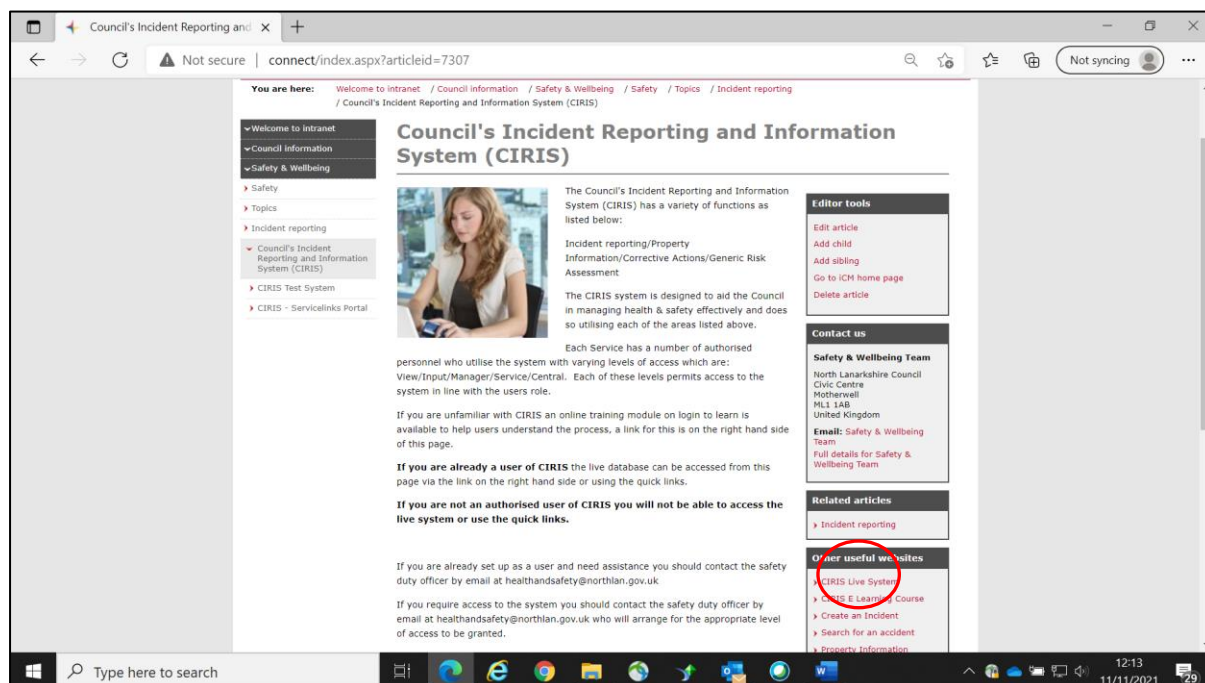 Council's Incident Reporting and
Not secure | connect/index.aspx?articleid=7307
Not syncing
You are here: Welcome to intranet / Council information / Safety & Wellbeing / Safety / Topics / Incident reporting
/ Council's Incident Reporting and Information System (CIRIS)
Welcome to intranet
Council information
Safety & Wellbeing
Safety
Topics
Incident reporting
Council's Incident
Reporting and Information
System (CIRIS)
CIRIS Test System
CIRIS - Servicelinks Portal
Council's Incident Reporting and Information
System (CIRIS)
The Council's Incident Reporting and Information
System (CIRIS) has a variety of functions as
listed below:
Incident reporting/Property
Information/Corrective Actions/Generic Risk
Assessment
The CIRIS system is designed to aid the Council
in managing health & safety effectively and does
so utilising each of the areas listed above.
Each Service has a number of authorised
personnel who utilise the system with varying levels of access which are:
View/Input/Manager/Service/Central. Each of these levels permits access to the
system in line with the users role.
If you are unfamiliar with CIRIS an online training module on login to learn is
available to help users understand the process, a link for this is on the right hand side
of this page.
If you are already a user of CIRIS the live database can be accessed from this
page via the link on the right hand side or using the quick links.
If you are not an authorised user of CIRIS you will not be able to access the
live system or use the quick links.
If you are already set up as a user and need assistance you should contact the safety
duty officer by email at healthandsafety@northlan.gov.uk
If you require access to the system you should contact the safety duty officer by
email at healthandsafety@northlan.gov.uk who will arrange for the appropriate level
of access to be granted.
Editor tools
Edit article
Add child
Add sibling
Go to iCM home page
Delete article
Contact us
Safety & Wellbeing Team
North Lanarkshire Council
Civic Centre
Motherwell
ML1 1AB
United Kingdom
Email: Safety & Wellbeing
Team
Full details for Safety &
Wellbeing Team
Related articles
Incident reporting
Other useful websites
CIRIS Live System
CIRIS E Learning Course
Create an Incident
Search for an accident
Property Information
Type here to search
12:13
11/11/2021
29